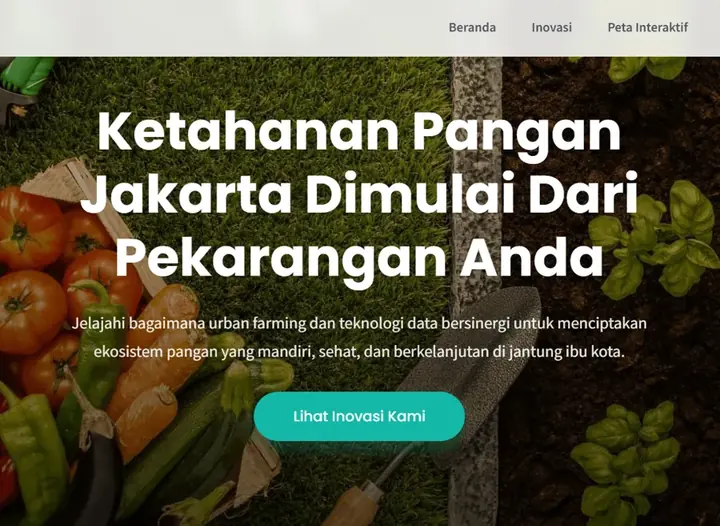 Beranda Inovasi Peta Interaktif
Ketahanan Pangan
Jakarta Dimulai Dari
Pekarangan Anda
Jelajahi bagaimana urban farming dan teknologi data bersinergi untuk menciptakan
ekosistem pangan yang mandiri, sehat, dan berkelanjutan di jantung ibu kota.
Lihat Inovasi Kami